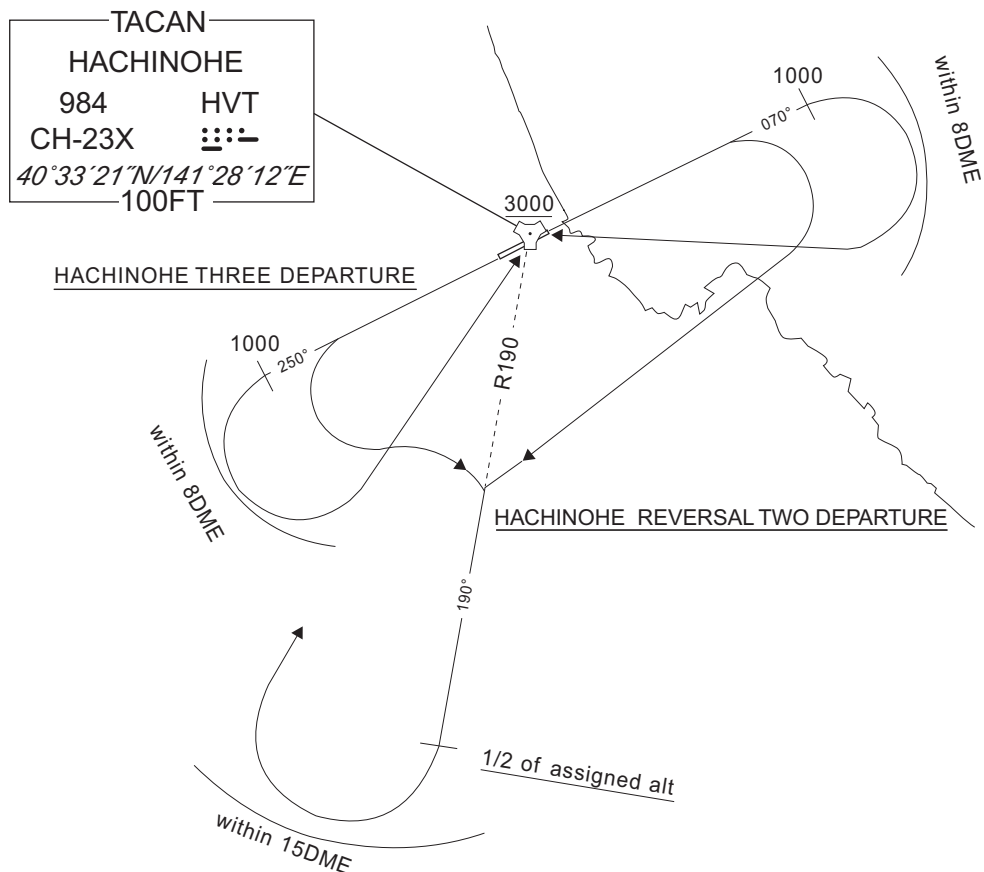 TACAN
HACHINOHE
984 HVT
CH-23X
40°33´21˝N/141°28´12˝E
100FT
3000
1000
070°
within 8DME
HACHINOHE THREE DEPARTURE
1000
250°
R190
within 8DME
HACHINOHE REVERSAL TWO DEPARTURE
190°
1/2 of assigned alt
within 15DME